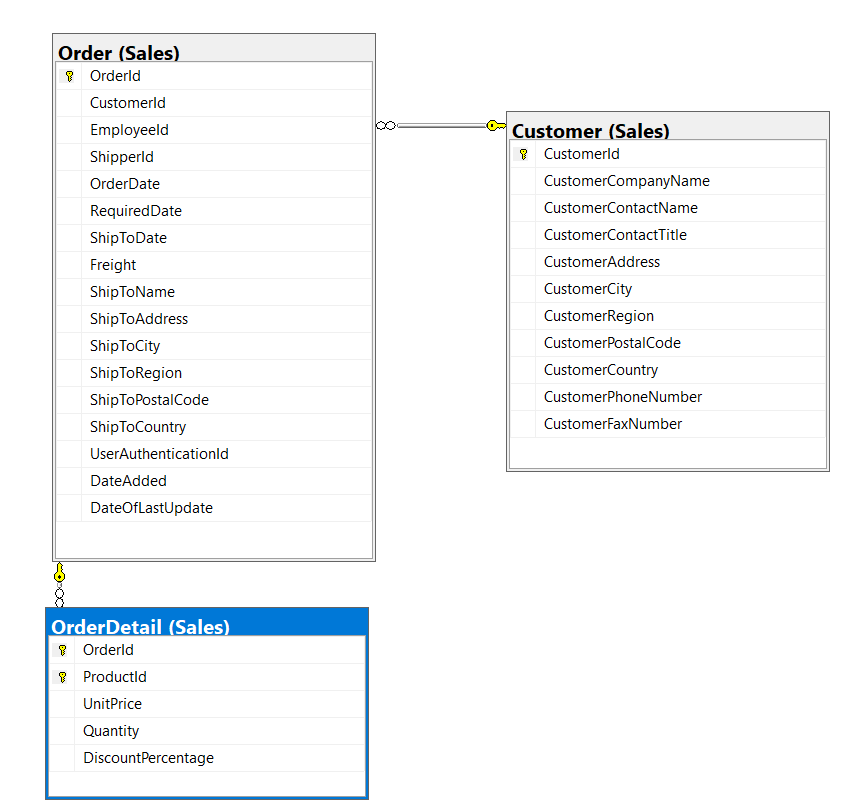 Order (Sales)
OrderId
CustomerId
EmployeeId
ShipperId
OrderDate
RequiredDate
ShipToDate
Freight
ShipToName
ShipToAddress
ShipToCity
ShipToRegion
ShipToPostalCode
ShipToCountry
UserAuthenticationId
DateAdded
DateOfLastUpdate
Customer (Sales)
CustomerId
CustomerCompanyName
CustomerContactName
CustomerContactTitle
CustomerAddress
CustomerCity
CustomerRegion
CustomerPostalCode
CustomerCountry
CustomerPhoneNumber
CustomerFaxNumber
OrderDetail (Sales)
OrderId
ProductId
UnitPrice
Quantity
DiscountPercentage